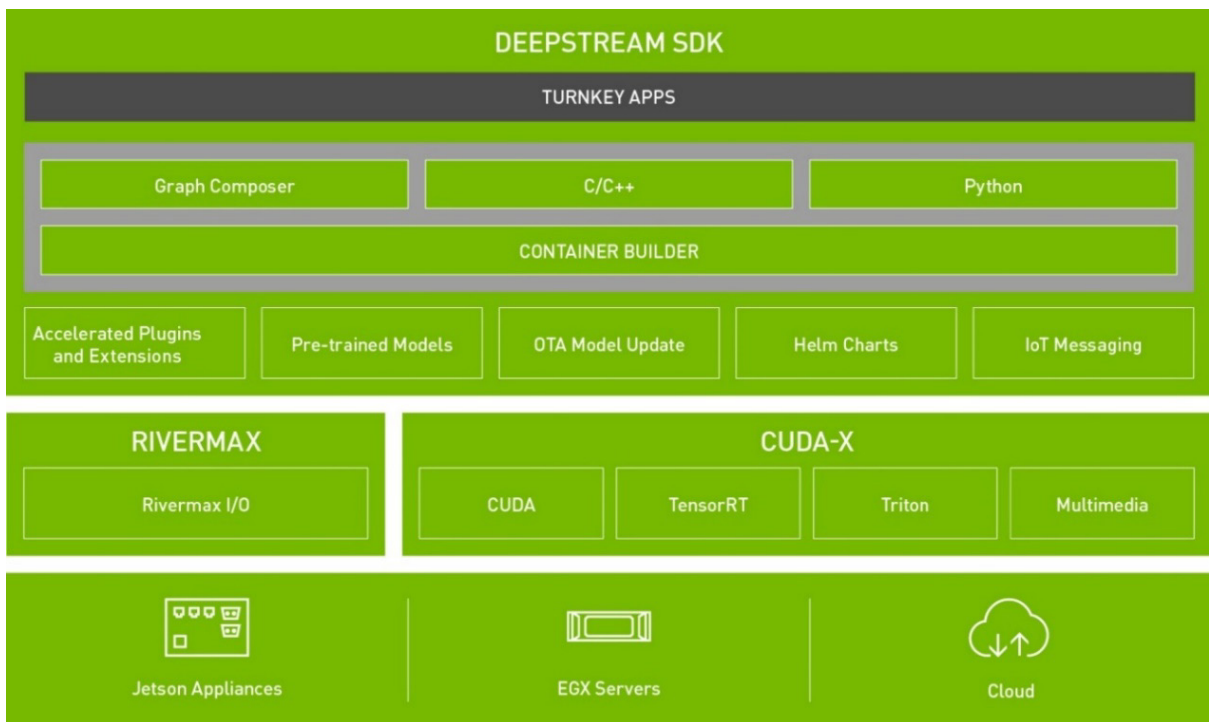 DEEPSTREAM SDK
TURNKEY APPS
Graph Composer
C/C++
Python
CONTAINER BUILDER
Accelerated Plugins
and Extensions
Pre-trained Models
OTA Model Update
Helm Charts
IoT Messaging
RIVERMAX
Rivermax I/O
CUDA-X
CUDA
TensorRT
Triton
Multimedia
Jetson Appliances
EGX Servers
Cloud